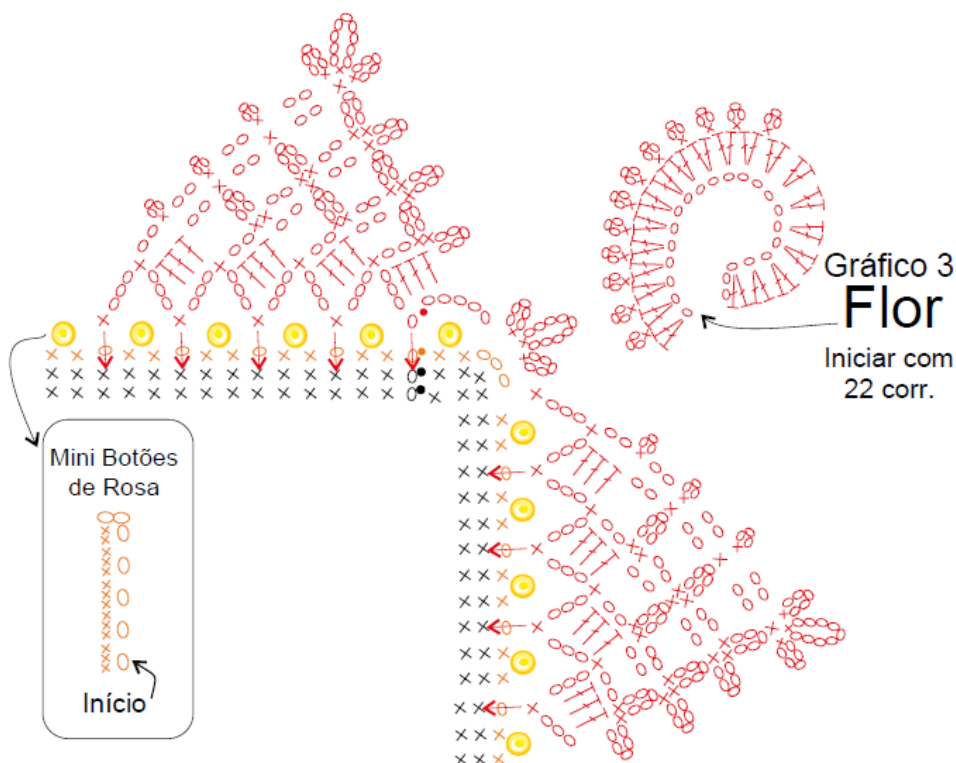 Gráfico 3
Flor
Iniciar com
22 corr.
Mini Botões
de Rosa
Início